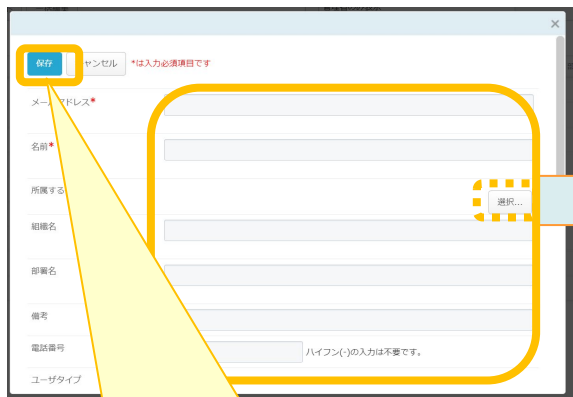 ×
保存
ャンセル
*は入力必須項目です
メールアドレス*
名前*
所属する
選択...
組織名
部署名
備考
電話番号
ハイフン(-)の入力は不要です。
ユーザタイプ